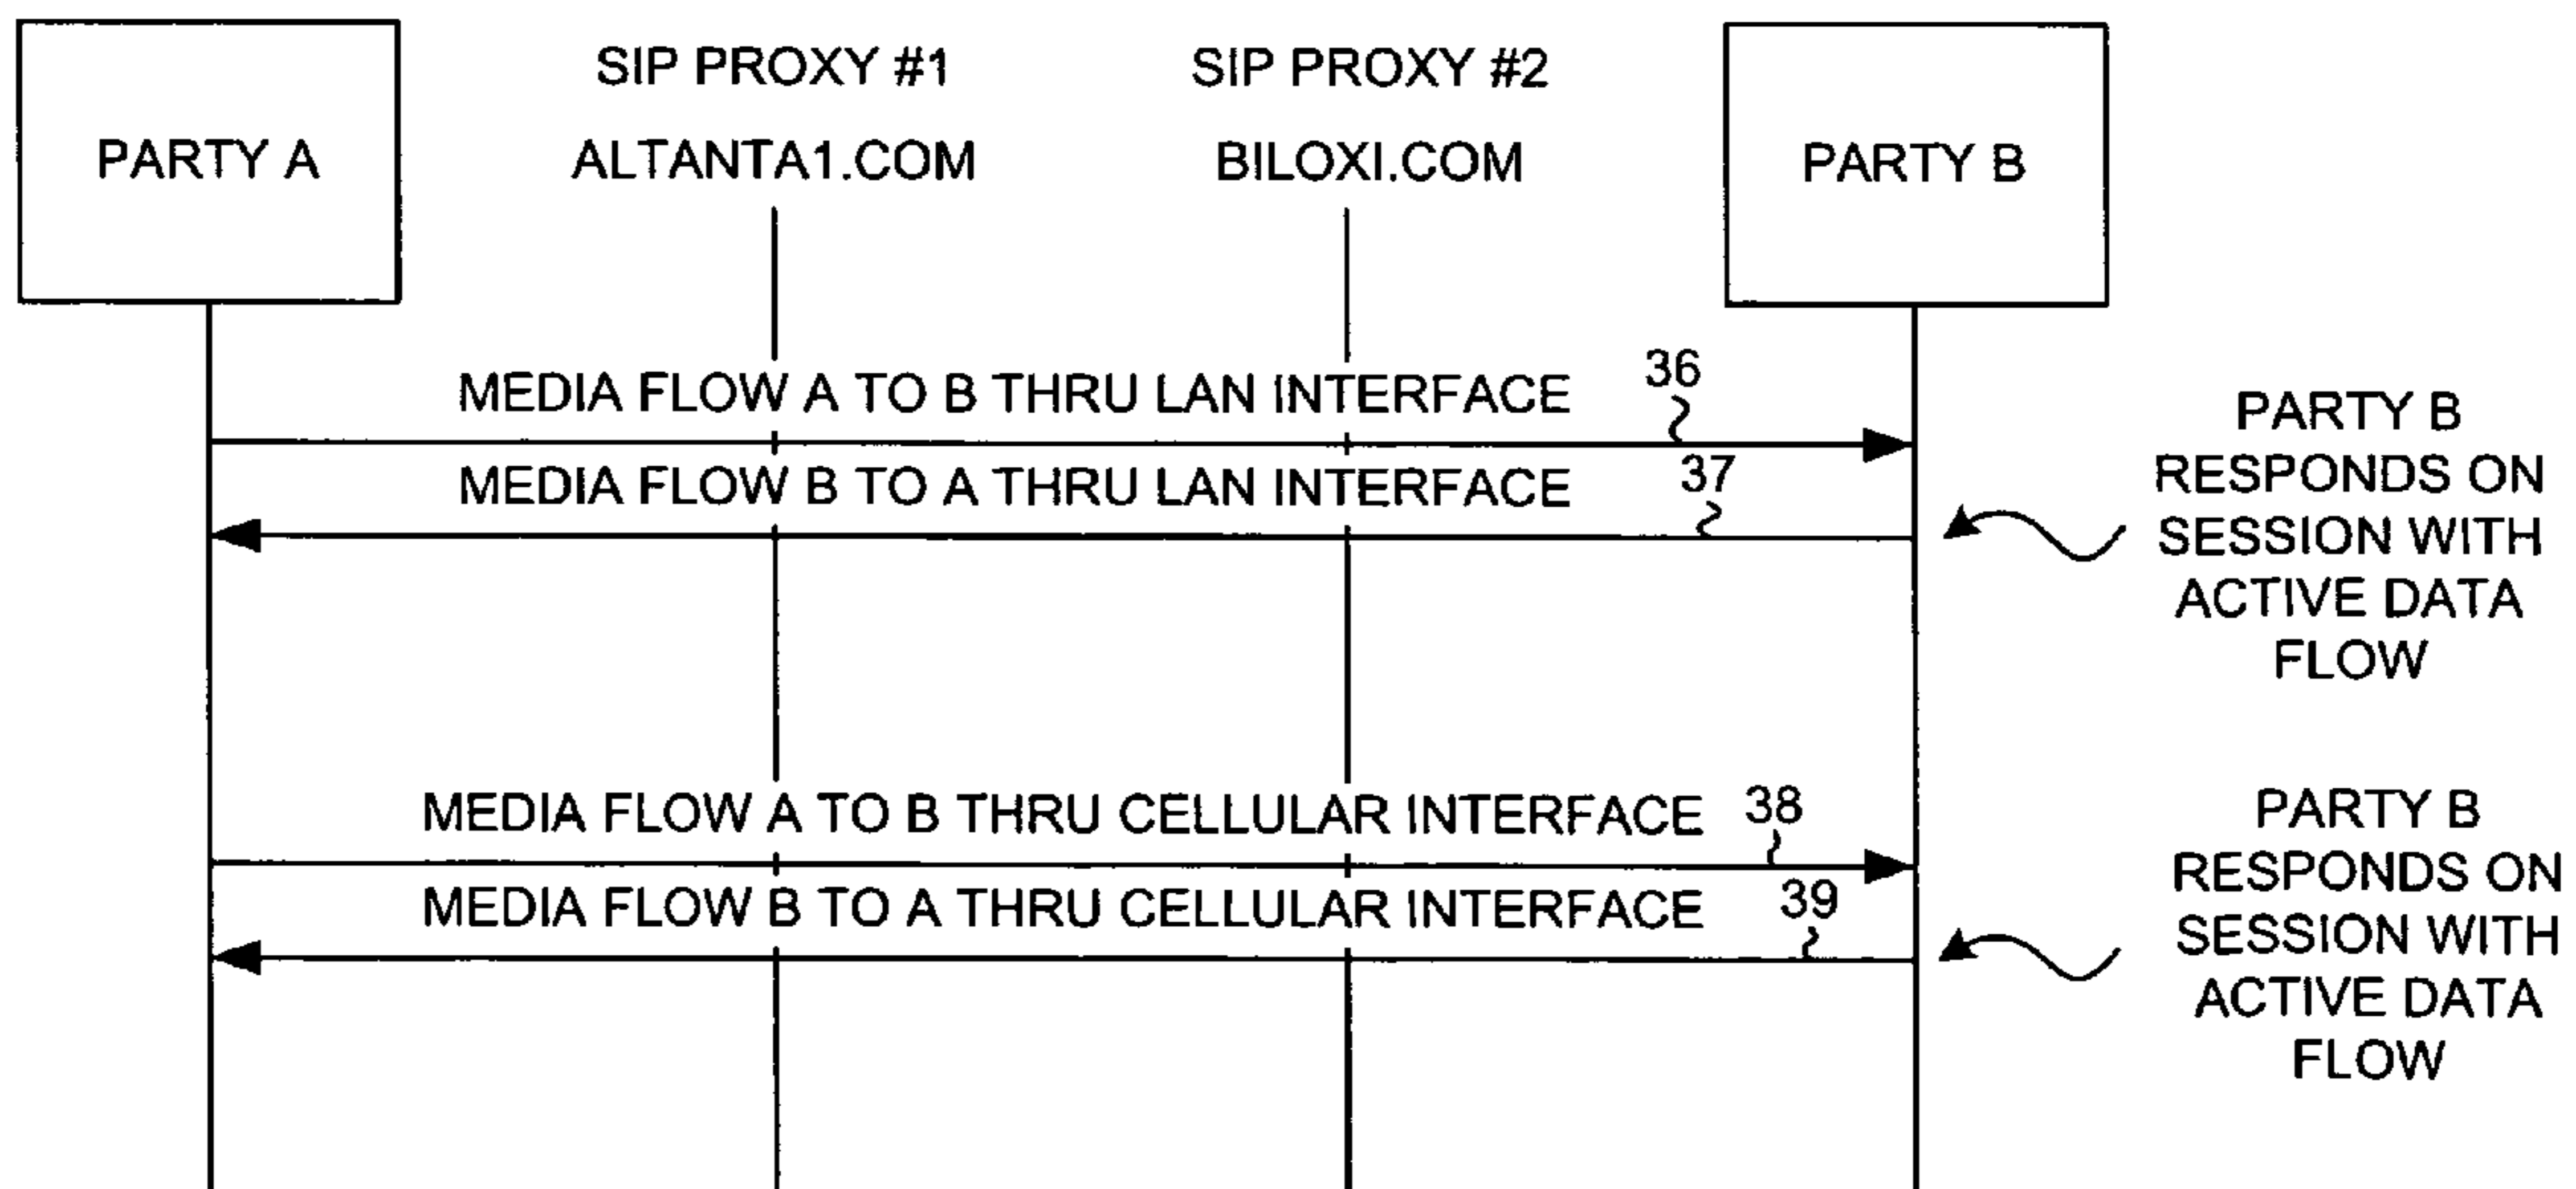 PARTY A
SIP PROXY #1
ALTANTA1.COM
SIP PROXY #2
BILOXI.COM
PARTY B
MEDIA FLOW A TO B THRU LAN INTERFACE
36
MEDIA FLOW B TO A THRU LAN INTERFACE
37
PARTY B
RESPONDS ON
SESSION WITH
ACTIVE DATA
FLOW
MEDIA FLOW A TO B THRU CELLULAR INTERFACE
38
MEDIA FLOW B TO A THRU CELLULAR INTERFACE
39
PARTY B
RESPONDS ON
SESSION WITH
ACTIVE DATA
FLOW